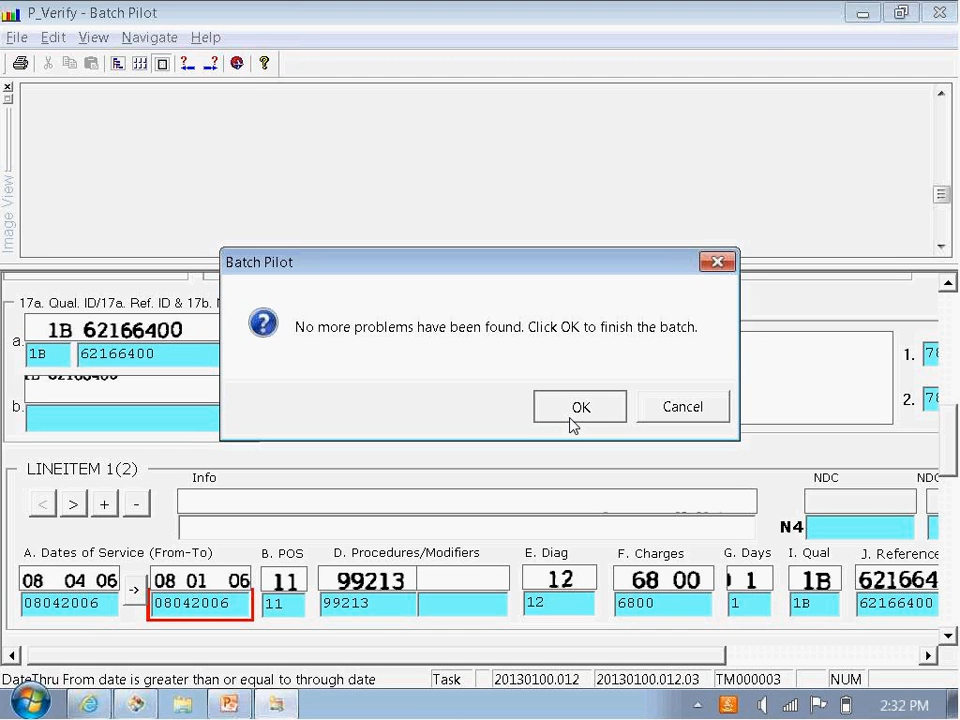 P_Verify - Batch Pilot
File Edit View Navigate Help
Image View
Batch Pilot
No more problems have been found. Click OK to finish the batch.
OK Cancel
17a. Qual. ID/17a. Ref. ID & 17b.
a. 1B 62166400
1B 62166400
1. 78
b.
2. 78
LINEITEM 1(2)
Info NDC NDC
< > + -
N4
A. Dates of Service (From-To) B. POS D. Procedures/Modifiers E. Diag F. Charges G. Days I. Qual J. Reference
08 04 06 -> 08 01 06 11 99213 12 68 00 1 1B 621664
08042006 08042006 11 99213 12 6800 1 1B 62166400
DateThru From date is greater than or equal to through date Task 20130100.012 20130100.012.03 TM000003 NUM
2:32 PM